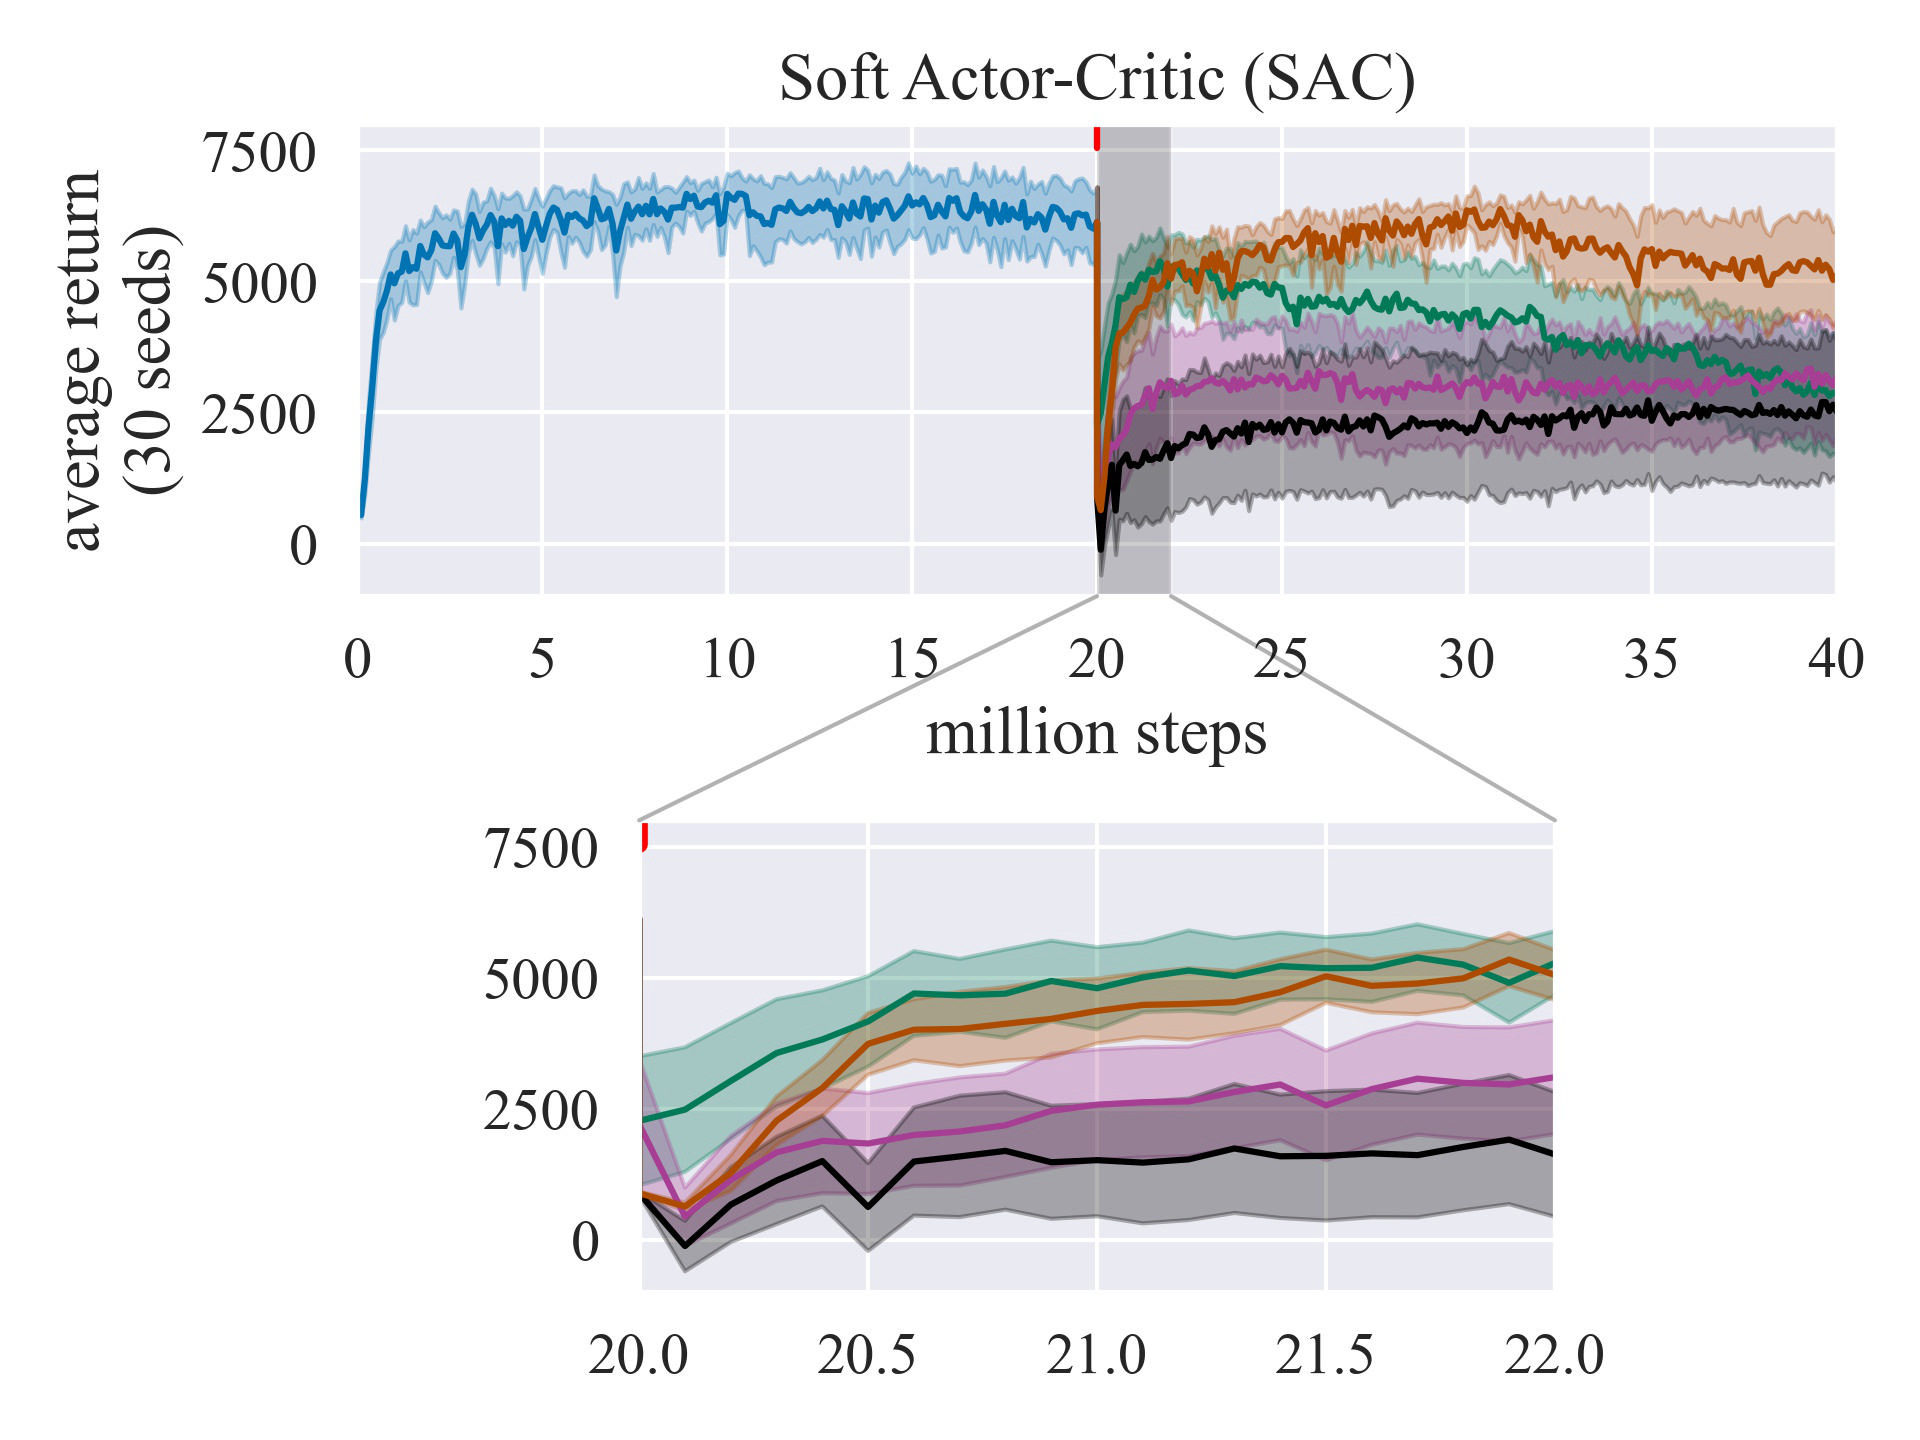 Soft Actor-Critic (SAC)
average return
(30 seeds)
7500
5000
2500
0
0 5 10 15 20 25 30 35 40
million steps
7500
5000
2500
0
20.0 20.5 21.0 21.5 22.0